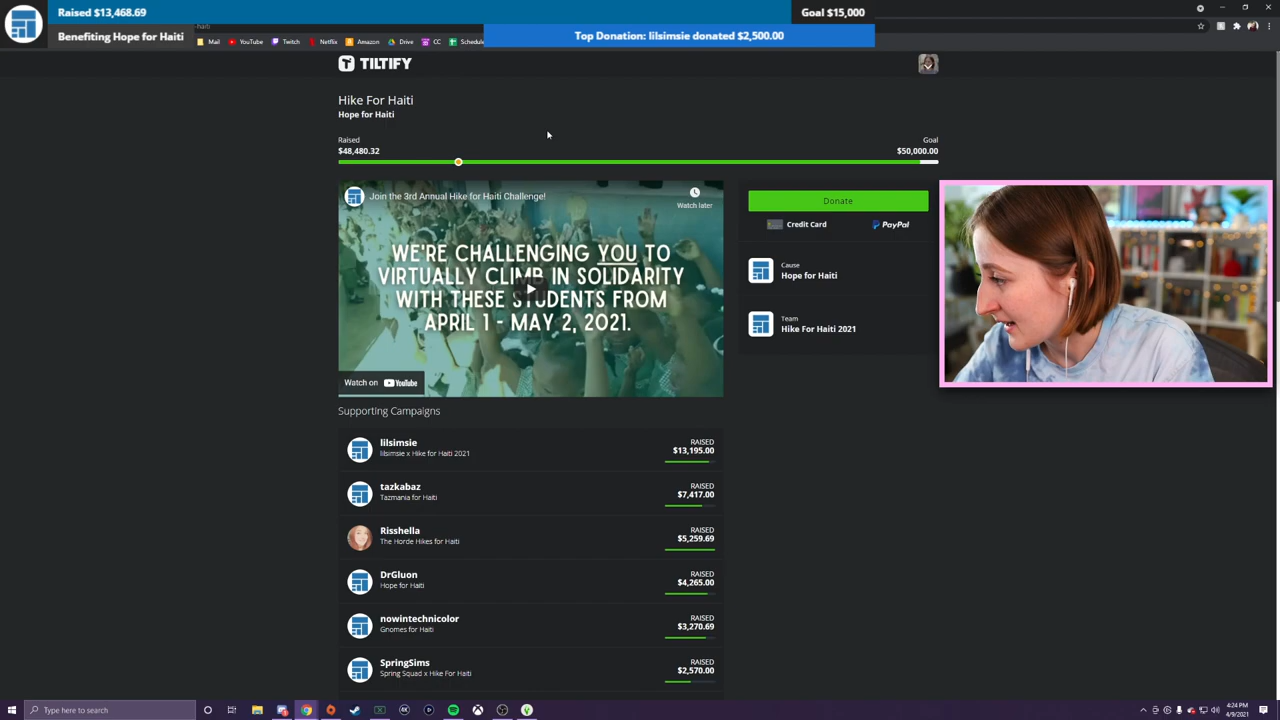 Raised $13,468.69
Goal $15,000
Benefiting Hope for Haiti
Top Donation: lilsimsie donated $2,500.00
haiti
Mail
YouTube
Twitch
Netflix
Amazon
Drive
CC
Schedule
TILTIFY
Hike For Haiti
Hope for Haiti
Raised
Goal
$48,480.32
$50,000.00
Join the 3rd Annual Hike for Haiti Challenge!
Watch later
WE'RE CHALLENGING YOU TO
VIRTUALLY CLIMB IN SOLIDARITY
WITH THESE STUDENTS FROM
APRIL 1 - MAY 2, 2021.
Watch on YouTube
Donate
Credit Card
PayPal
Cause
Hope for Haiti
Team
Hike For Haiti 2021
Supporting Campaigns
lilsimsie
lilsimsie x Hike for Haiti 2021
RAISED
$13,195.00
tazkabaz
Tazmania for Haiti
RAISED
$7,417.00
Risshella
The Horde Hikes for Haiti
RAISED
$5,259.69
DrGluon
Hope for Haiti
RAISED
$4,265.00
nowintechnicolor
Gnomes for Haiti
RAISED
$3,270.69
SpringSims
Spring Squad x Hike For Haiti
RAISED
$2,570.00
Type here to search
4:24 PM
4/9/2021